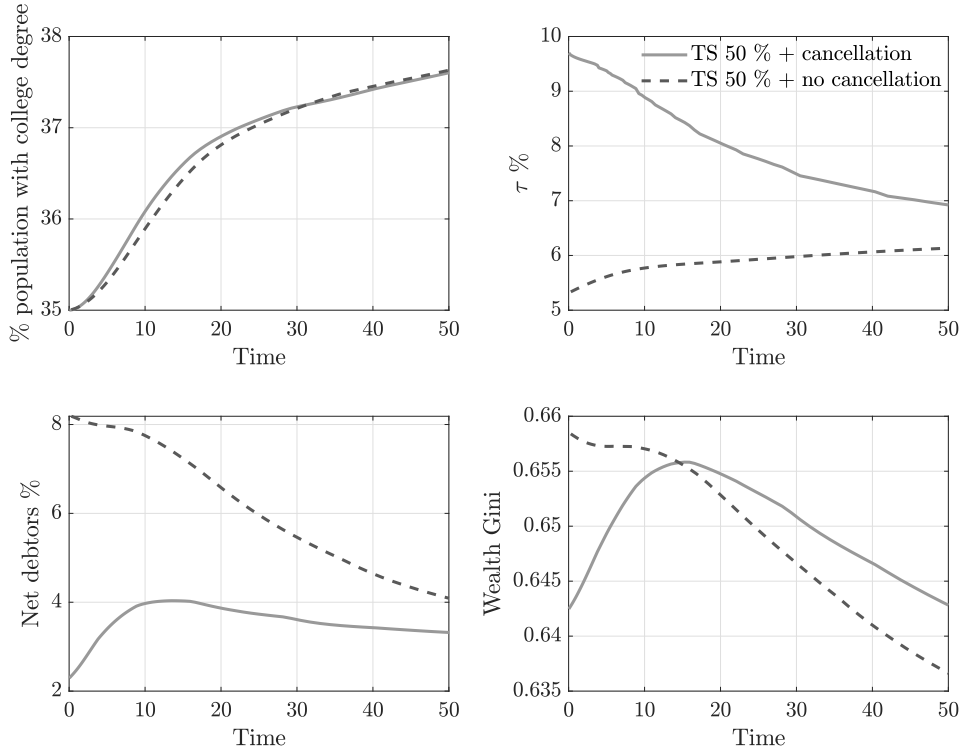 % population with college degree
38
37
36
35
0 10 20 30 40 50
Time
τ %
10
9
8
7
6
5
TS 50 % + cancellation
TS 50 % + no cancellation
0 10 20 30 40 50
Time
Net debtors %
8
6
4
2
0 10 20 30 40 50
Time
Wealth Gini
0.66
0.655
0.65
0.645
0.64
0.635
0 10 20 30 40 50
Time